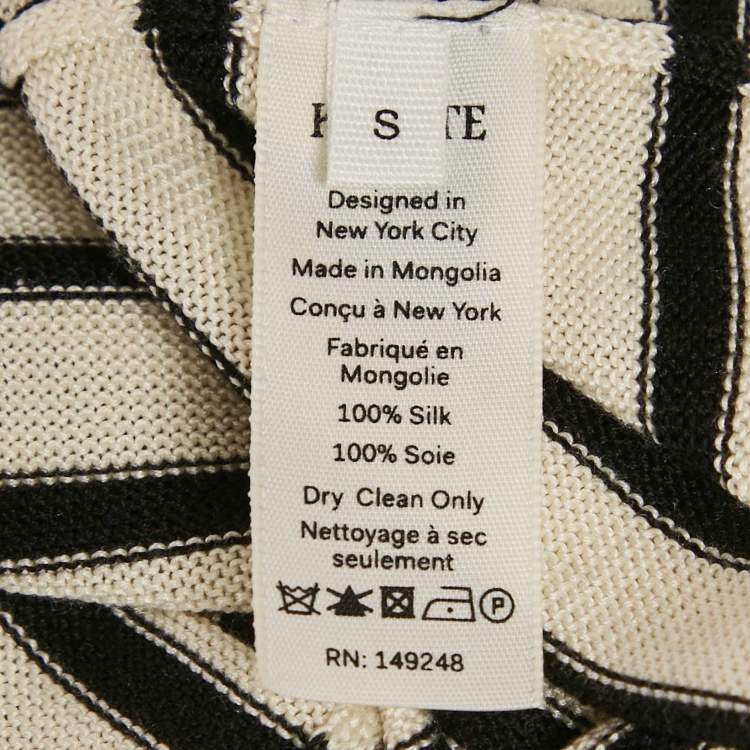 S
Designed in
New York City
Made in Mongolia
Conçu à New York
Fabriqué en
Mongolie
100% Silk
100% Soie
Dry Clean Only
Nettoyage à sec
seulement
P
RN: 149248